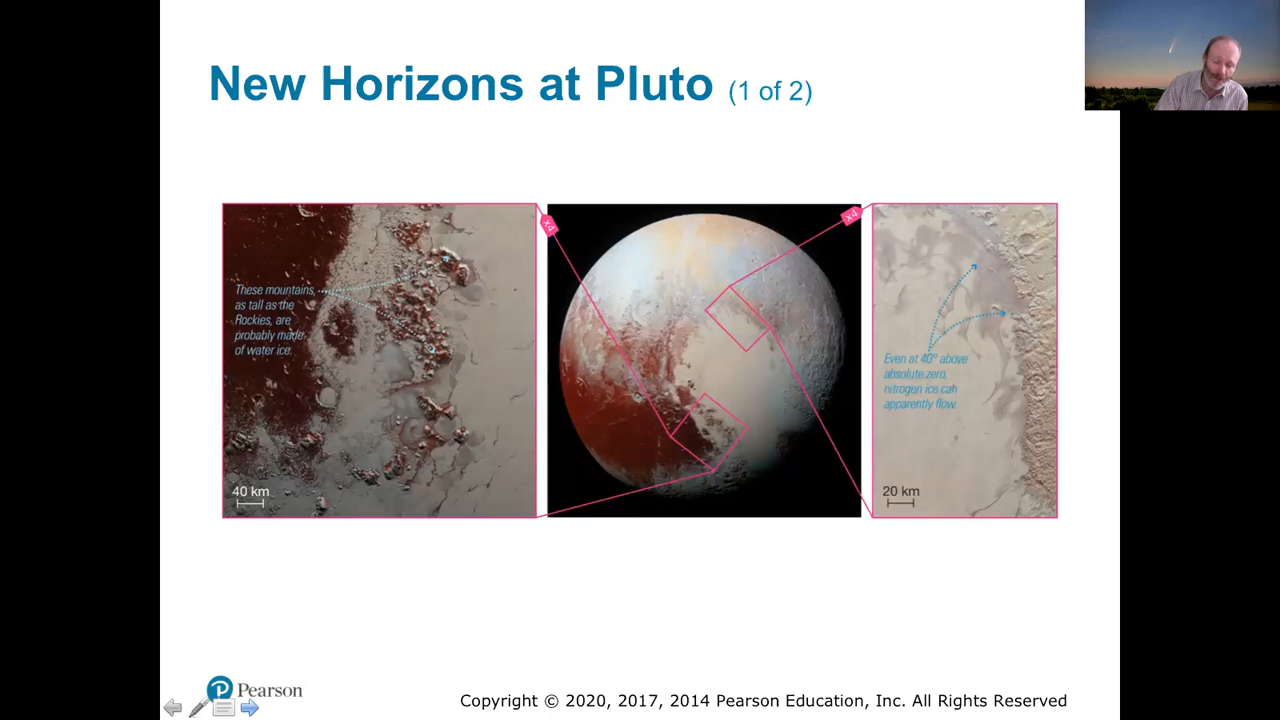 New Horizons at Pluto (1 of 2)
x4
x4
These mountains,
as tall as the
Rockies, are
probably made
of water ice.
40 km
Even at 40° above
absolute zero,
nitrogen ice can
apparently flow.
20 km
Pearson
Copyright © 2020, 2017, 2014 Pearson Education, Inc. All Rights Reserved